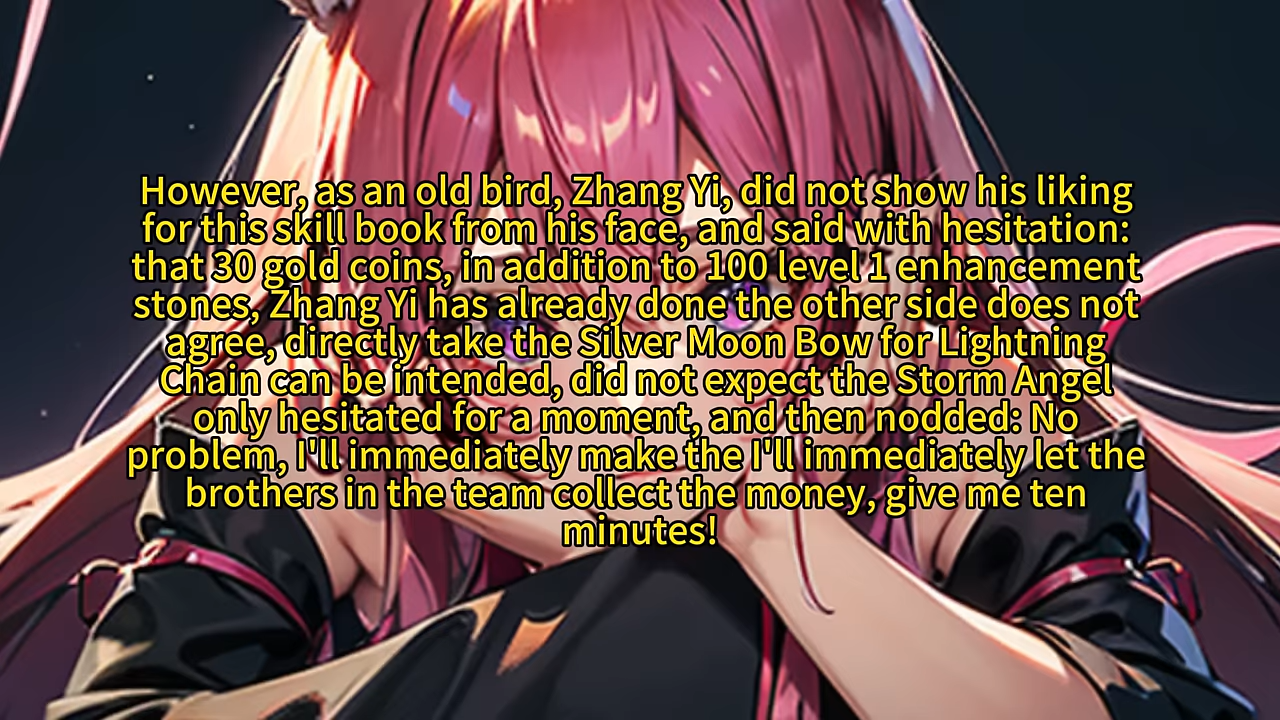 However, as an old bird, Zhang Yi, did not show his liking
for this skill book from his face, and said with hesitation:
that 30 gold coins, in addition to 100 level 1 enhancement
stones, Zhang Yi has already done the other side does not
agree, directly take the Silver Moon Bow for Lightning
Chain can be intended, did not expect the Storm Angel
only hesitated for a moment, and then nodded: No
problem, I'll immediately make the I'll immediately let the
brothers in the team collect the money, give me ten
minutes!